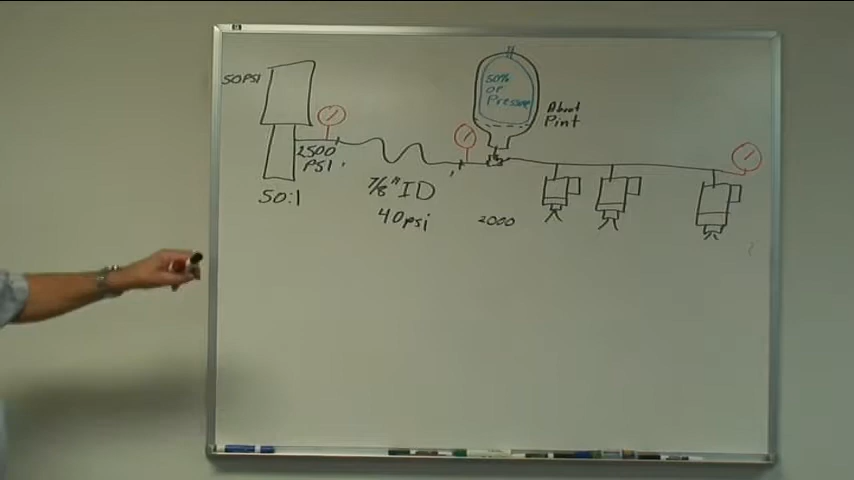 50PSI
2500
PSI
50:1
7/8" ID
40psi
50%
OF
Pressure
About
Pint
2000